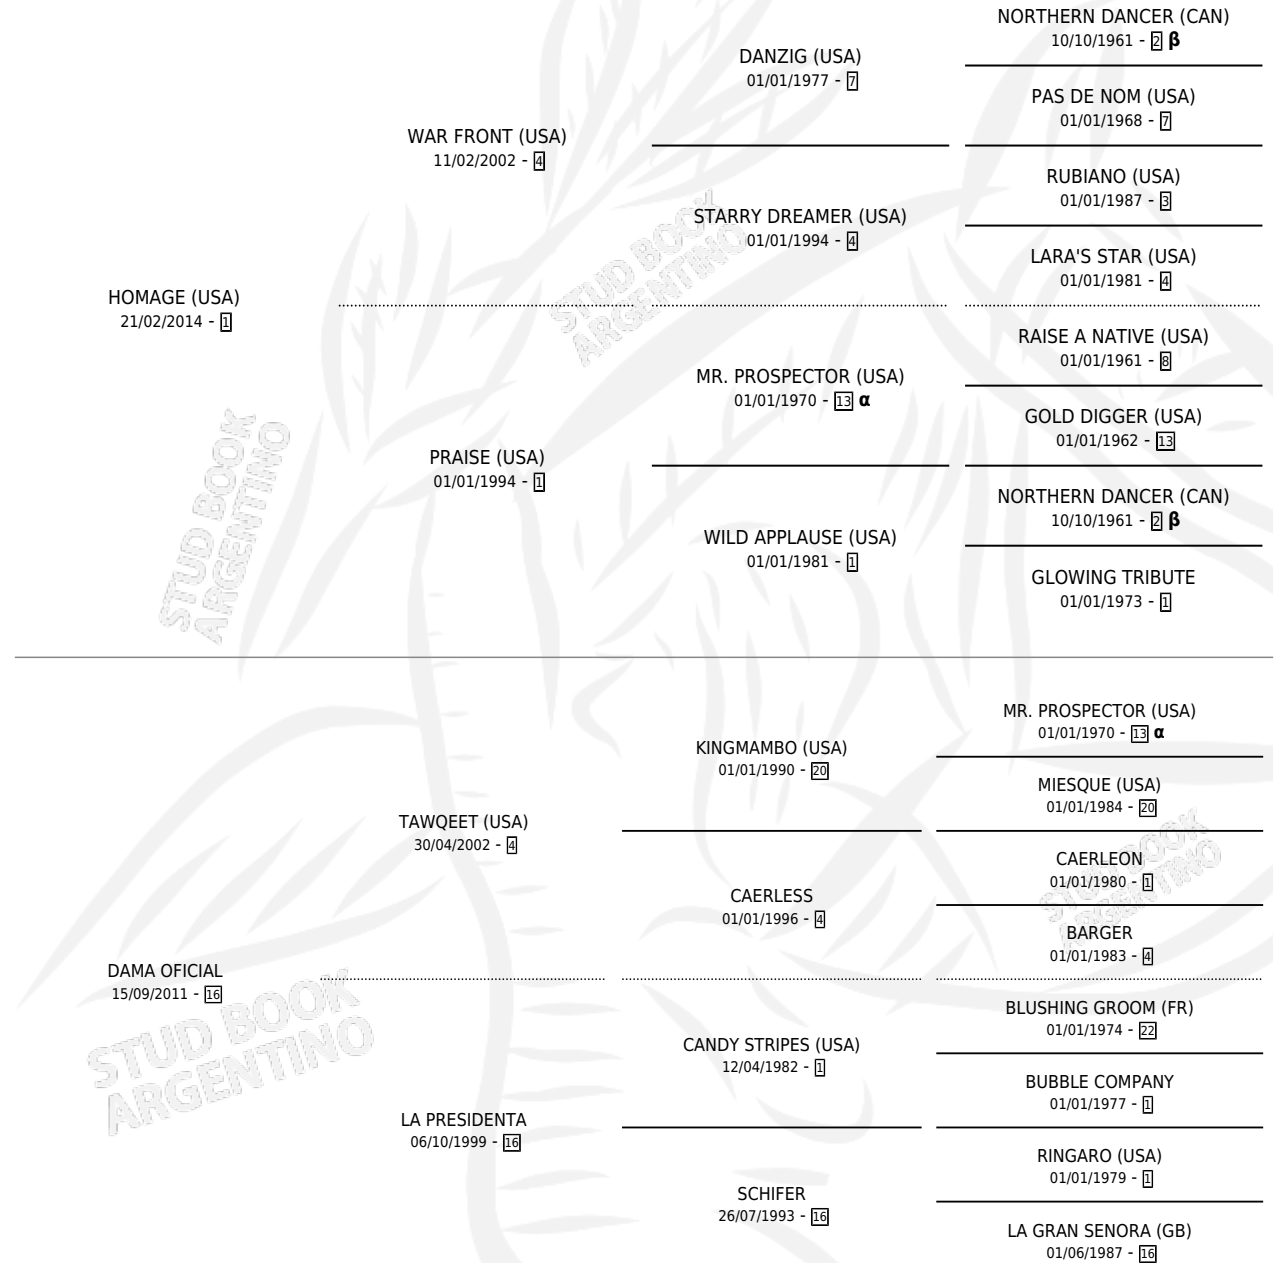 NORTHERN DANCER (CAN)
10/10/1961 - 2 β
DANZIG (USA)
01/01/1977 - 7
PAS DE NOM (USA)
01/01/1968 - 7
WAR FRONT (USA)
11/02/2002 - 4
RUBIANO (USA)
01/01/1987 - 3
STARRY DREAMER (USA)
01/01/1994 - 4
LARA'S STAR (USA)
01/01/1981 - 4
HOMAGE (USA)
21/02/2014 - 1
RAISE A NATIVE (USA)
01/01/1961 - 8
MR. PROSPECTOR (USA)
01/01/1970 - 13 α
GOLD DIGGER (USA)
01/01/1962 - 13
PRAISE (USA)
01/01/1994 - 1
NORTHERN DANCER (CAN)
10/10/1961 - 2 β
WILD APPLAUSE (USA)
01/01/1981 - 1
GLOWING TRIBUTE
01/01/1973 - 1
STUD BOOK
ARGENTINO
STUD BOOK
ARGENTINO
MR. PROSPECTOR (USA)
01/01/1970 - 13 α
KINGMAMBO (USA)
01/01/1990 - 20
MIESQUE (USA)
01/01/1984 - 20
TAWQEET (USA)
30/04/2002 - 4
CAERLEON
01/01/1980 - 1
CAERLESS
01/01/1996 - 4
BARGER
01/01/1983 - 4
DAMA OFICIAL
15/09/2011 - 16
BLUSHING GROOM (FR)
01/01/1974 - 22
CANDY STRIPES (USA)
12/04/1982 - 1
BUBBLE COMPANY
01/01/1977 - 1
LA PRESIDENTA
06/10/1999 - 16
RINGARO (USA)
01/01/1979 - 1
SCHIFER
26/07/1993 - 16
LA GRAN SENORA (GB)
01/06/1987 - 16
STUD BOOK
ARGENTINO
STUD BOOK
ARGENTINO